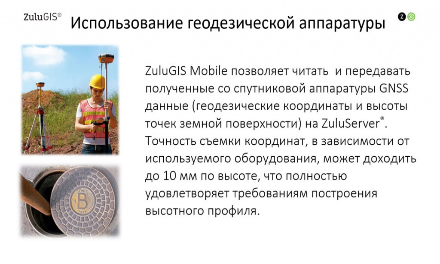 ZuluGIS®
Использование геодезической аппаратуры
ZuluGIS Mobile позволяет читать и передавать
полученные со спутниковой аппаратуры GNSS
данные (геодезические координаты и высоты
точек земной поверхности) на ZuluServer®.
Точность съемки координат, в зависимости от
используемого оборудования, может доходить
до 10 мм по высоте, что полностью
удовлетворяет требованиям построения
высотного профиля.
В